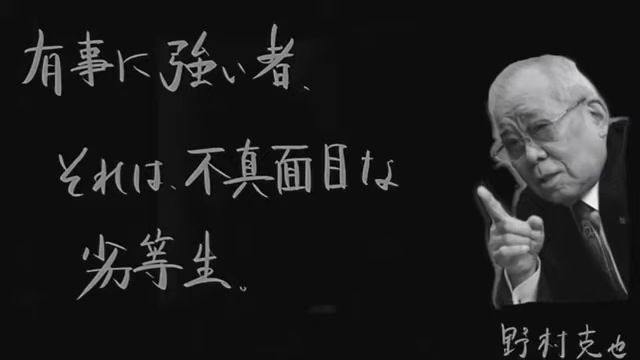 有事に強い者、
それは、不真面目な
劣等生。
野村克也